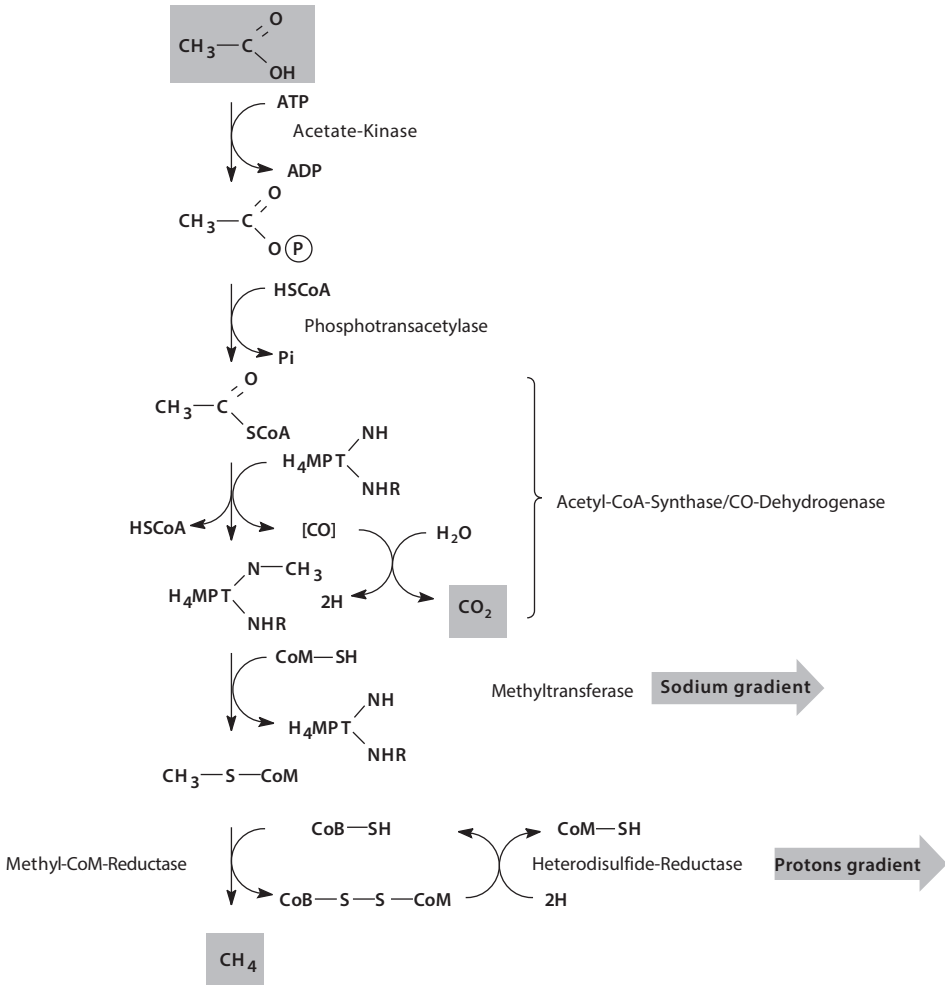 O
CH3—C
OH
ATP
Acetate-Kinase
ADP
O
CH3—C
O P
HSCoA
Phosphotransacetylase
Pi
O
CH3—C
SCoA
NH
H4MPT
NHR
Acetyl-CoA-Synthase/CO-Dehydrogenase
HSCoA
[CO]
H2O
N—CH3
H4MPT
2H
CO2
NHR
CoM—SH
Methyltransferase
Sodium gradient
NH
H4MPT
NHR
CH3—S—CoM
CoB—SH
CoM—SH
Methyl-CoM-Reductase
Heterodisulfide-Reductase
Protons gradient
CoB—S—S—CoM
2H
CH4